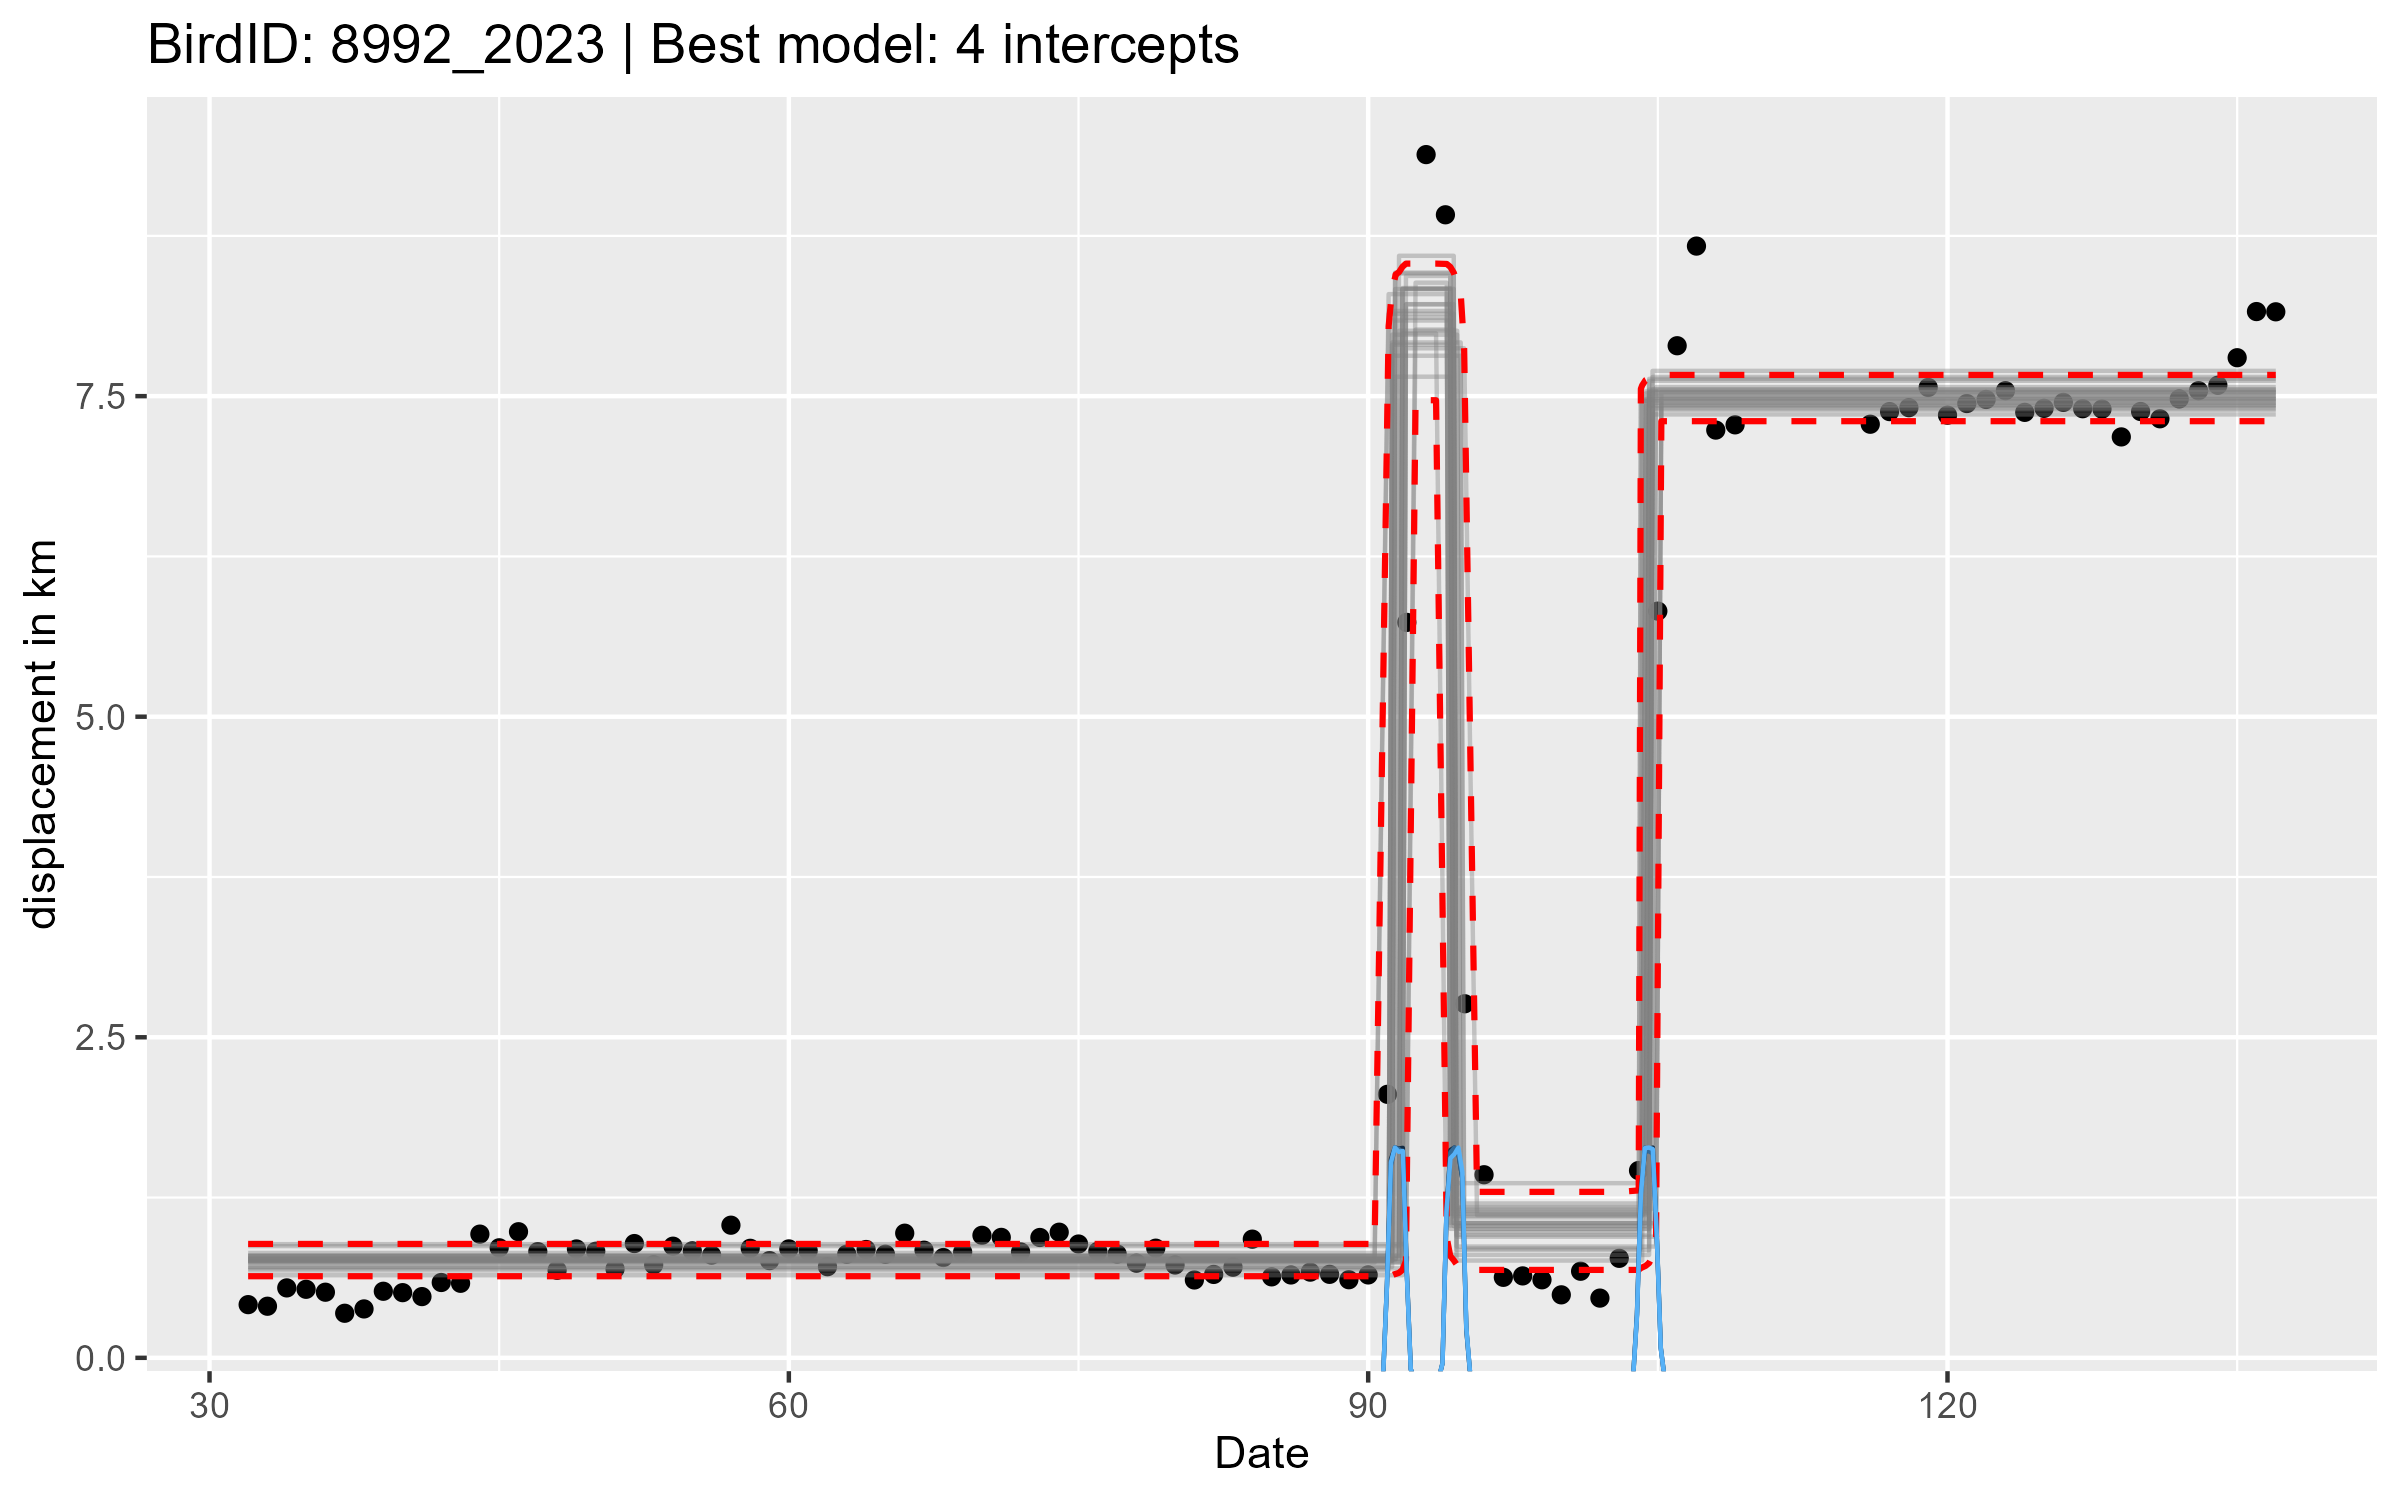 BirdID: 8992_2023 | Best model: 4 intercepts
displacement in km
7.5
5.0
2.5
0.0
30 60 90 120
Date